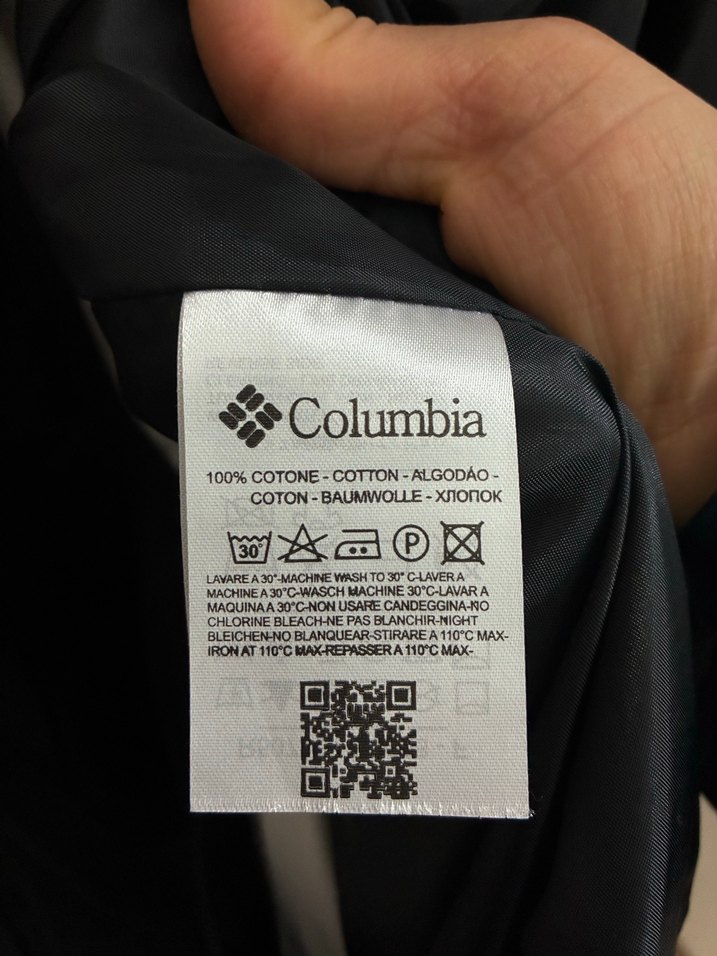 Columbia
100% COTONE - COTTON - ALGODÁO -
COTON - BAUMWOLLE - ХЛОПОК
30° P
LAVARE A 30°-MACHINE WASH TO 30° C-LAVER A
MACHINE A 30°C-WASCH MACHINE 30°C-LAVAR A
MAQUINA A 30°C-NON USARE CANDEGGINA-NO
CHLORINE BLEACH-NE PAS BLANCHIR-NIGHT
BLEICHEN-NO BLANQUEAR-STIRARE A 110°C MAX-
IRON AT 110°C MAX-REPASSER A 110°C MAX-